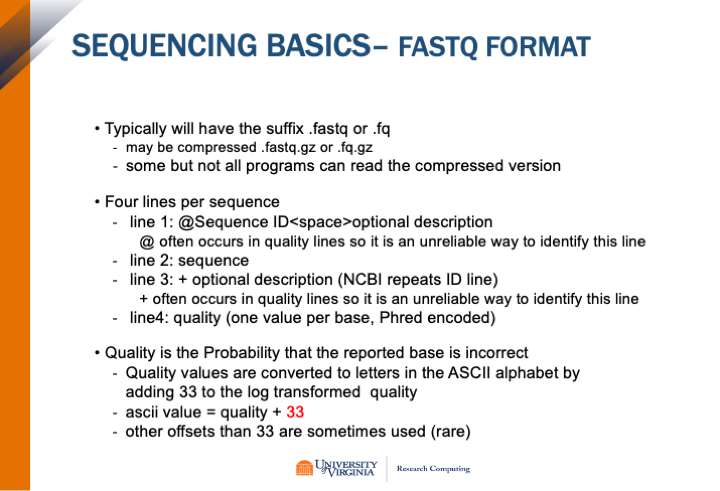 SEQUENCING BASICS– FASTQ FORMAT
• Typically will have the suffix .fastq or .fq
- may be compressed .fastq.gz or .fq.gz
- some but not all programs can read the compressed version
• Four lines per sequence
- line 1: @Sequence ID<space>optional description
@ often occurs in quality lines so it is an unreliable way to identify this line
- line 2: sequence
- line 3: + optional description (NCBI repeats ID line)
+ often occurs in quality lines so it is an unreliable way to identify this line
- line4: quality (one value per base, Phred encoded)
• Quality is the Probability that the reported base is incorrect
- Quality values are converted to letters in the ASCII alphabet by
adding 33 to the log transformed  quality
- ascii value = quality + 33
- other offsets than 33 are sometimes used (rare)
UNIVERSITY
of VIRGINIA
Research Computing